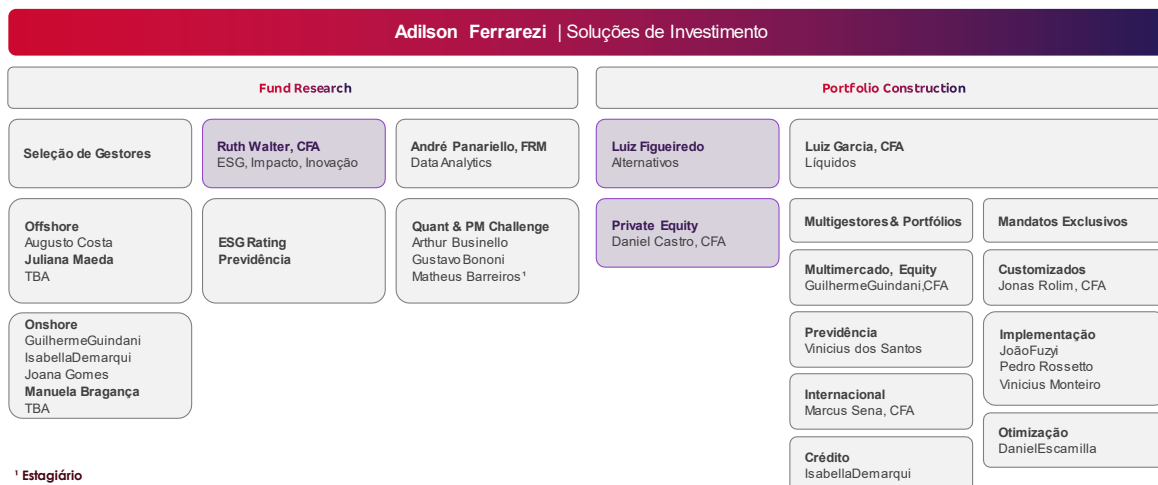 Adilson Ferrarezi | Soluções de Investimento
Fund Research
Portfolio Construction
Seleção de Gestores
Ruth Walter, CFA
ESG, Impacto, Inovação
André Panariello, FRM
Data Analytics
Luiz Figueiredo
Alternativos
Luiz Garcia, CFA
Líquidos
Offshore
Augusto Costa
Juliana Maeda
TBA
ESG Rating
Previdência
Quant & PM Challenge
Arthur Businello
Gustavo Bononi
Matheus Barreiros¹
Private Equity
Daniel Castro, CFA
Multigestores & Portfólios
Mandatos Exclusivos
Multimercado, Equity
GuilhermeGuindani,CFA
Customizados
Jonas Rolim, CFA
Onshore
GuilhermeGuindani
IsabellaDemarqui
Joana Gomes
Manuela Bragança
TBA
Previdência
Vinicius dos Santos
Implementação
JoãoFuzyi
Pedro Rossetto
Vinicius Monteiro
Internacional
Marcus Sena, CFA
Otimização
DanielEscamilla
Crédito
IsabellaDemarqui
¹ Estagiário